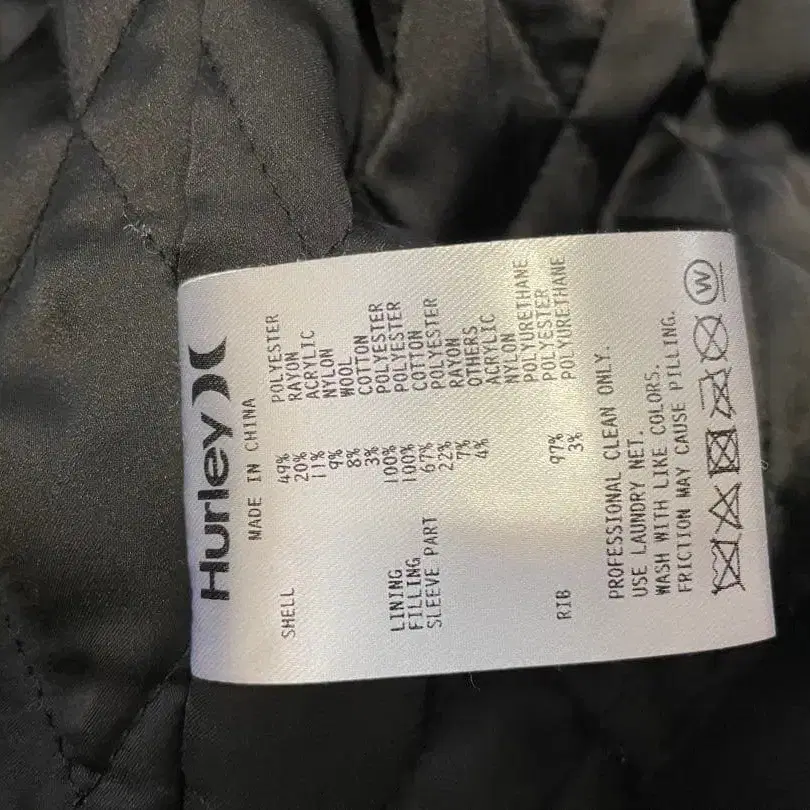 Hurley
MADE IN CHINA
SHELL 49% POLYESTER
20% RAYON
11% ACRYLIC
9% NYLON
8% WOOL
3% COTTON
LINING 100% POLYESTER
FILLING 100% POLYESTER
SLEEVE PART 67% COTTON
22% POLYESTER
7% RAYON
4% OTHERS
ACRYLIC
NYLON
POLYURETHANE
RIB 97% POLYESTER
3% POLYURETHANE
PROFESSIONAL CLEAN ONLY.
USE LAUNDRY NET.
WASH WITH LIKE COLORS.
FRICTION MAY CAUSE PILLING.
W